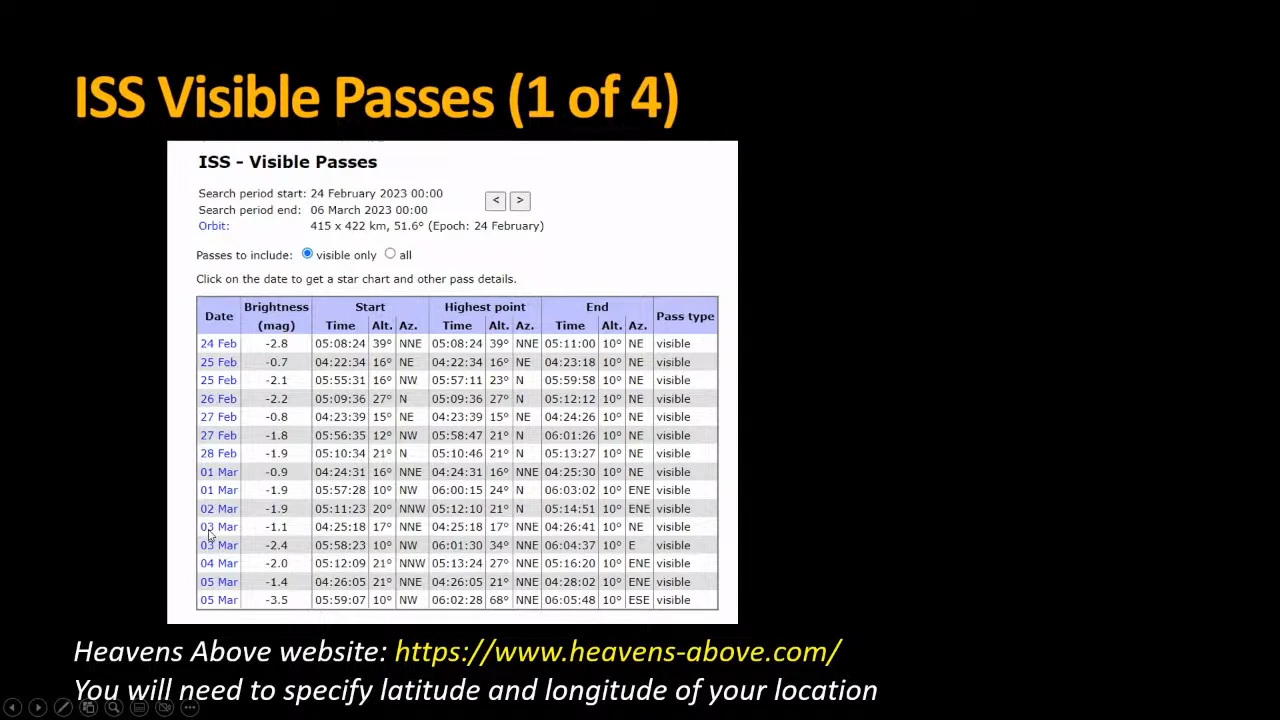 ISS Visible Passes (1 of 4)
ISS - Visible Passes
Search period start: 24 February 2023 00:00
Search period end: 06 March 2023 00:00
< >
Orbit: 415 x 422 km, 51.6° (Epoch: 24 February)
Passes to include: visible only all
Click on the date to get a star chart and other pass details.
Date Brightness (mag) Start Highest point End Pass type
Time Alt. Az. Time Alt. Az. Time Alt. Az.
24 Feb -2.8 05:08:24 39° NNE 05:08:24 39° NNE 05:11:00 10° NE visible
25 Feb -0.7 04:22:34 16° NE 04:22:34 16° NE 04:23:18 10° NE visible
25 Feb -2.1 05:55:31 16° NW 05:57:11 23° N 05:59:58 10° NE visible
26 Feb -2.2 05:09:36 27° N 05:09:36 27° N 05:12:12 10° NE visible
27 Feb -0.8 04:23:39 15° NE 04:23:39 15° NE 04:24:26 10° NE visible
27 Feb -1.8 05:56:35 12° NW 05:58:47 21° N 06:01:26 10° NE visible
28 Feb -1.9 05:10:34 21° N 05:10:46 21° N 05:13:27 10° NE visible
01 Mar -0.9 04:24:31 16° NNE 04:24:31 16° NNE 04:25:30 10° NE visible
01 Mar -1.9 05:57:28 10° NW 06:00:15 24° N 06:03:02 10° ENE visible
02 Mar -1.9 05:11:23 20° NNW 05:12:10 21° N 05:14:51 10° ENE visible
03 Mar -1.1 04:25:18 17° NNE 04:25:18 17° NNE 04:26:41 10° NE visible
03 Mar -2.4 05:58:23 10° NW 06:01:30 34° NNE 06:04:37 10° E visible
04 Mar -2.0 05:12:09 21° NNW 05:13:24 27° NNE 05:16:20 10° ENE visible
05 Mar -1.4 04:26:05 21° NNE 04:26:05 21° NNE 04:28:02 10° ENE visible
05 Mar -3.5 05:59:07 10° NW 06:02:28 68° NNE 06:05:48 10° ESE visible
Heavens Above website: https://www.heavens-above.com/
You will need to specify latitude and longitude of your location